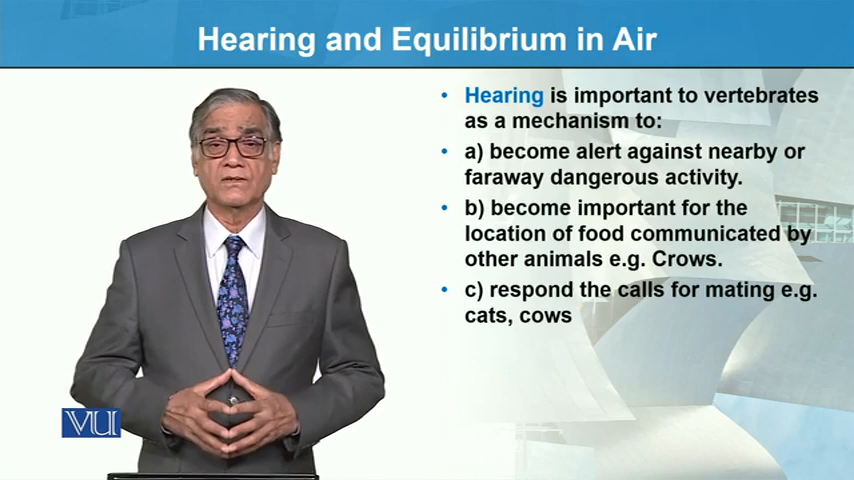 Hearing and Equilibrium in Air
• Hearing is important to vertebrates
as a mechanism to:
• a) become alert against nearby or
faraway dangerous activity.
• b) become important for the
location of food communicated by
other animals e.g. Crows.
• c) respond the calls for mating e.g.
cats, cows
VU